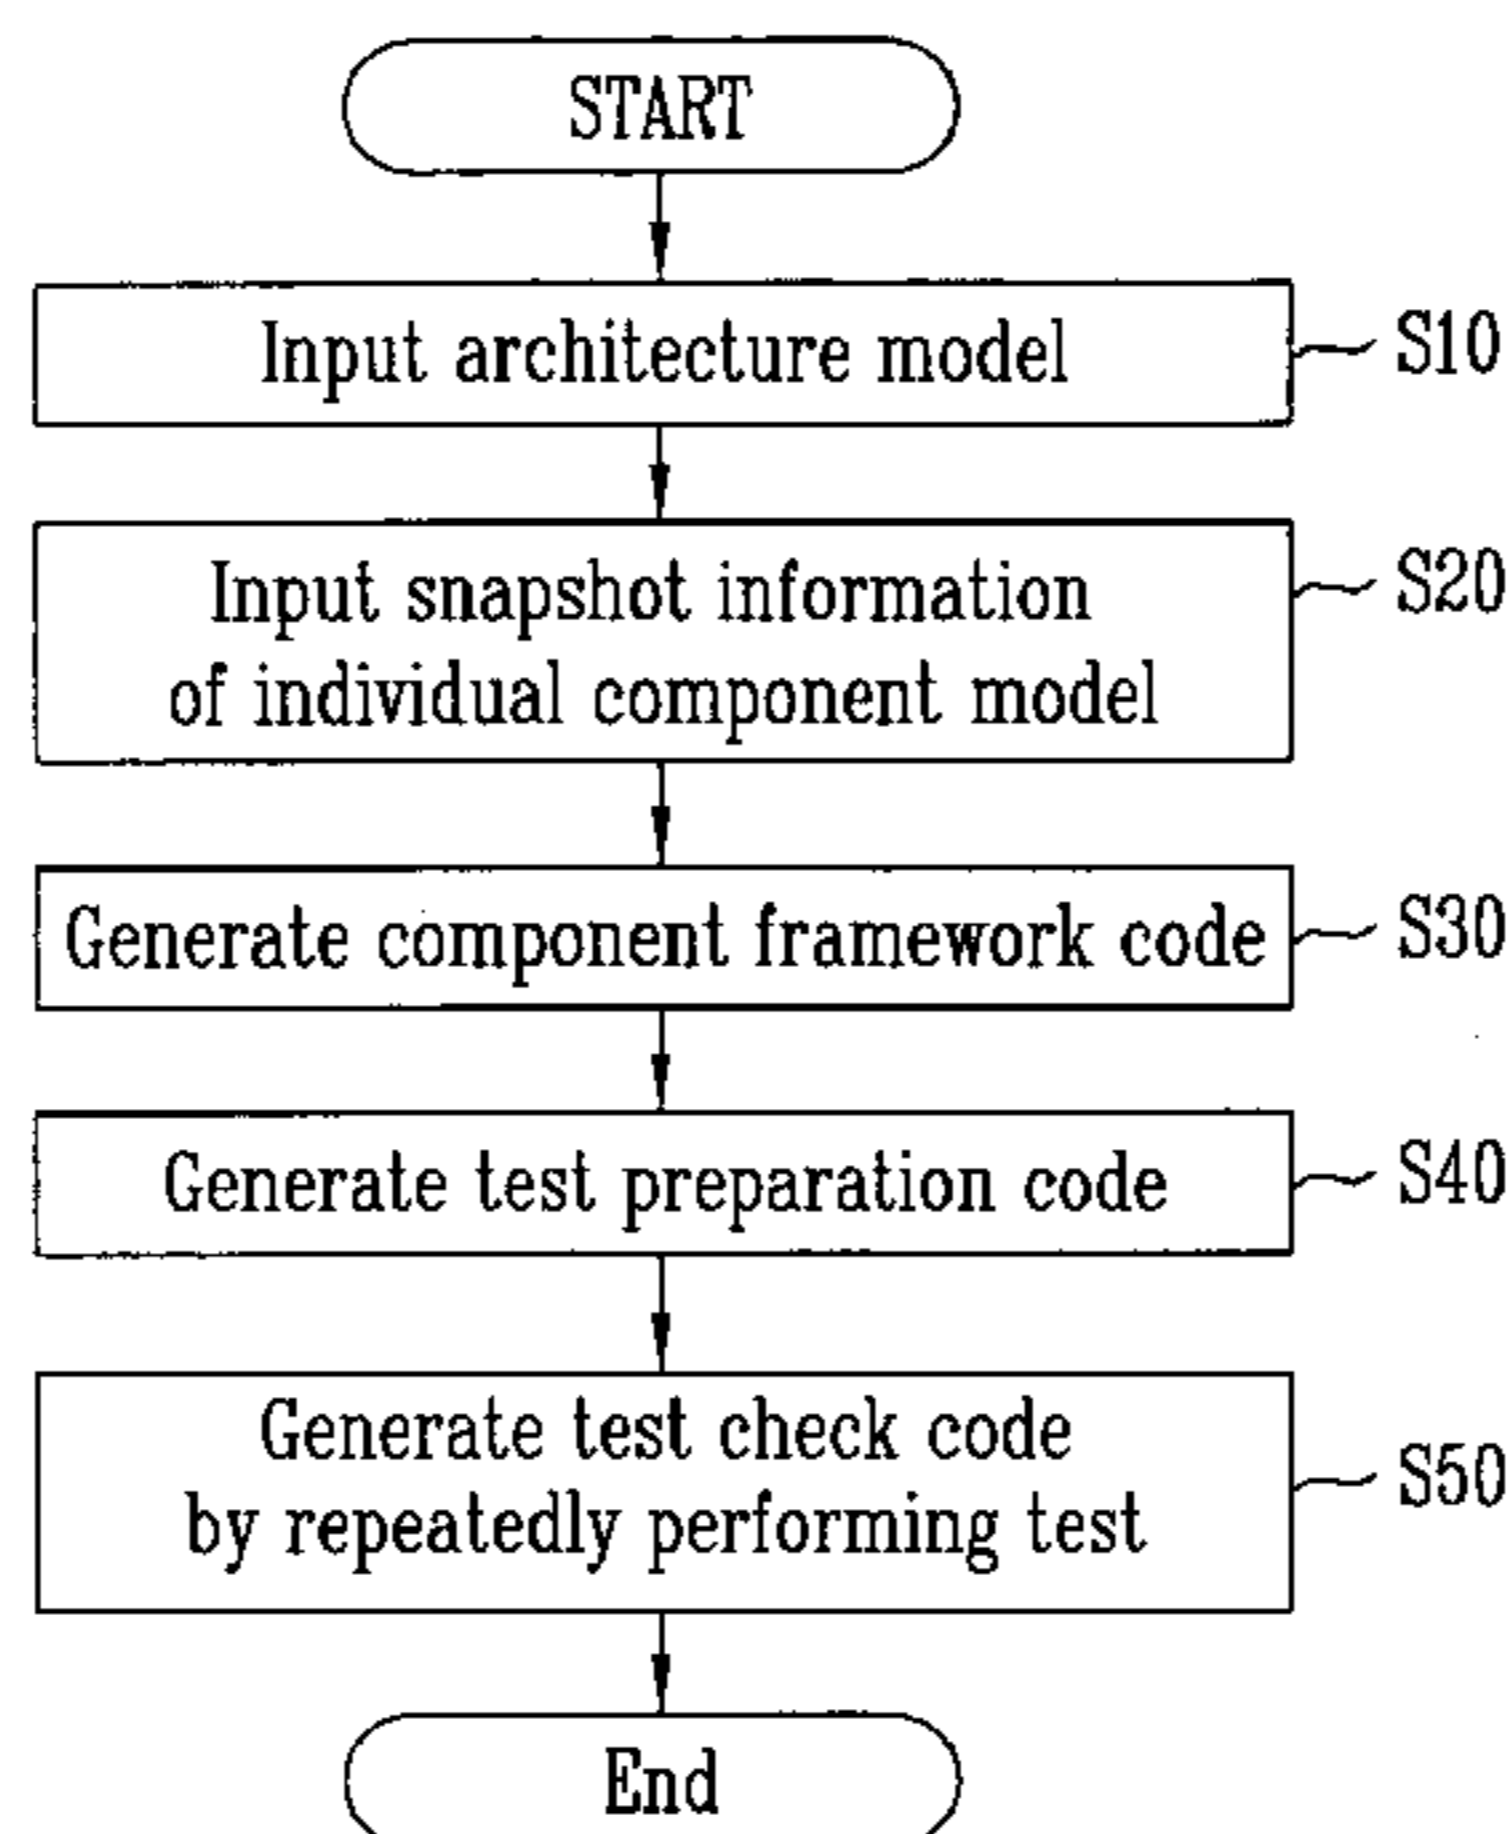 START
Input architecture model
S10
Input snapshot information
of individual component model
S20
Generate component framework code
S30
Generate test preparation code
S40
Generate test check code
by repeatedly performing test
S50
End